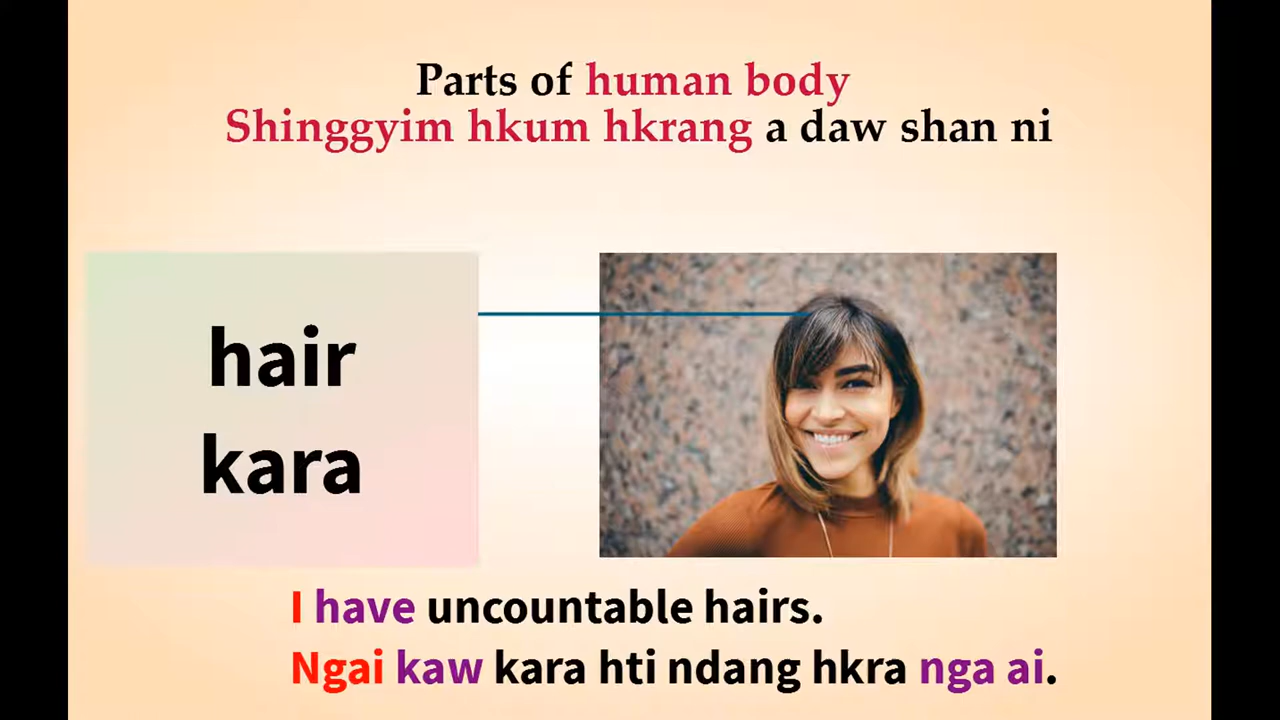 Parts of human body
Shinggyim hkum hkrang a daw shan ni
hair
kara
I have uncountable hairs.
Ngai kaw kara hti ndang hkra nga ai.